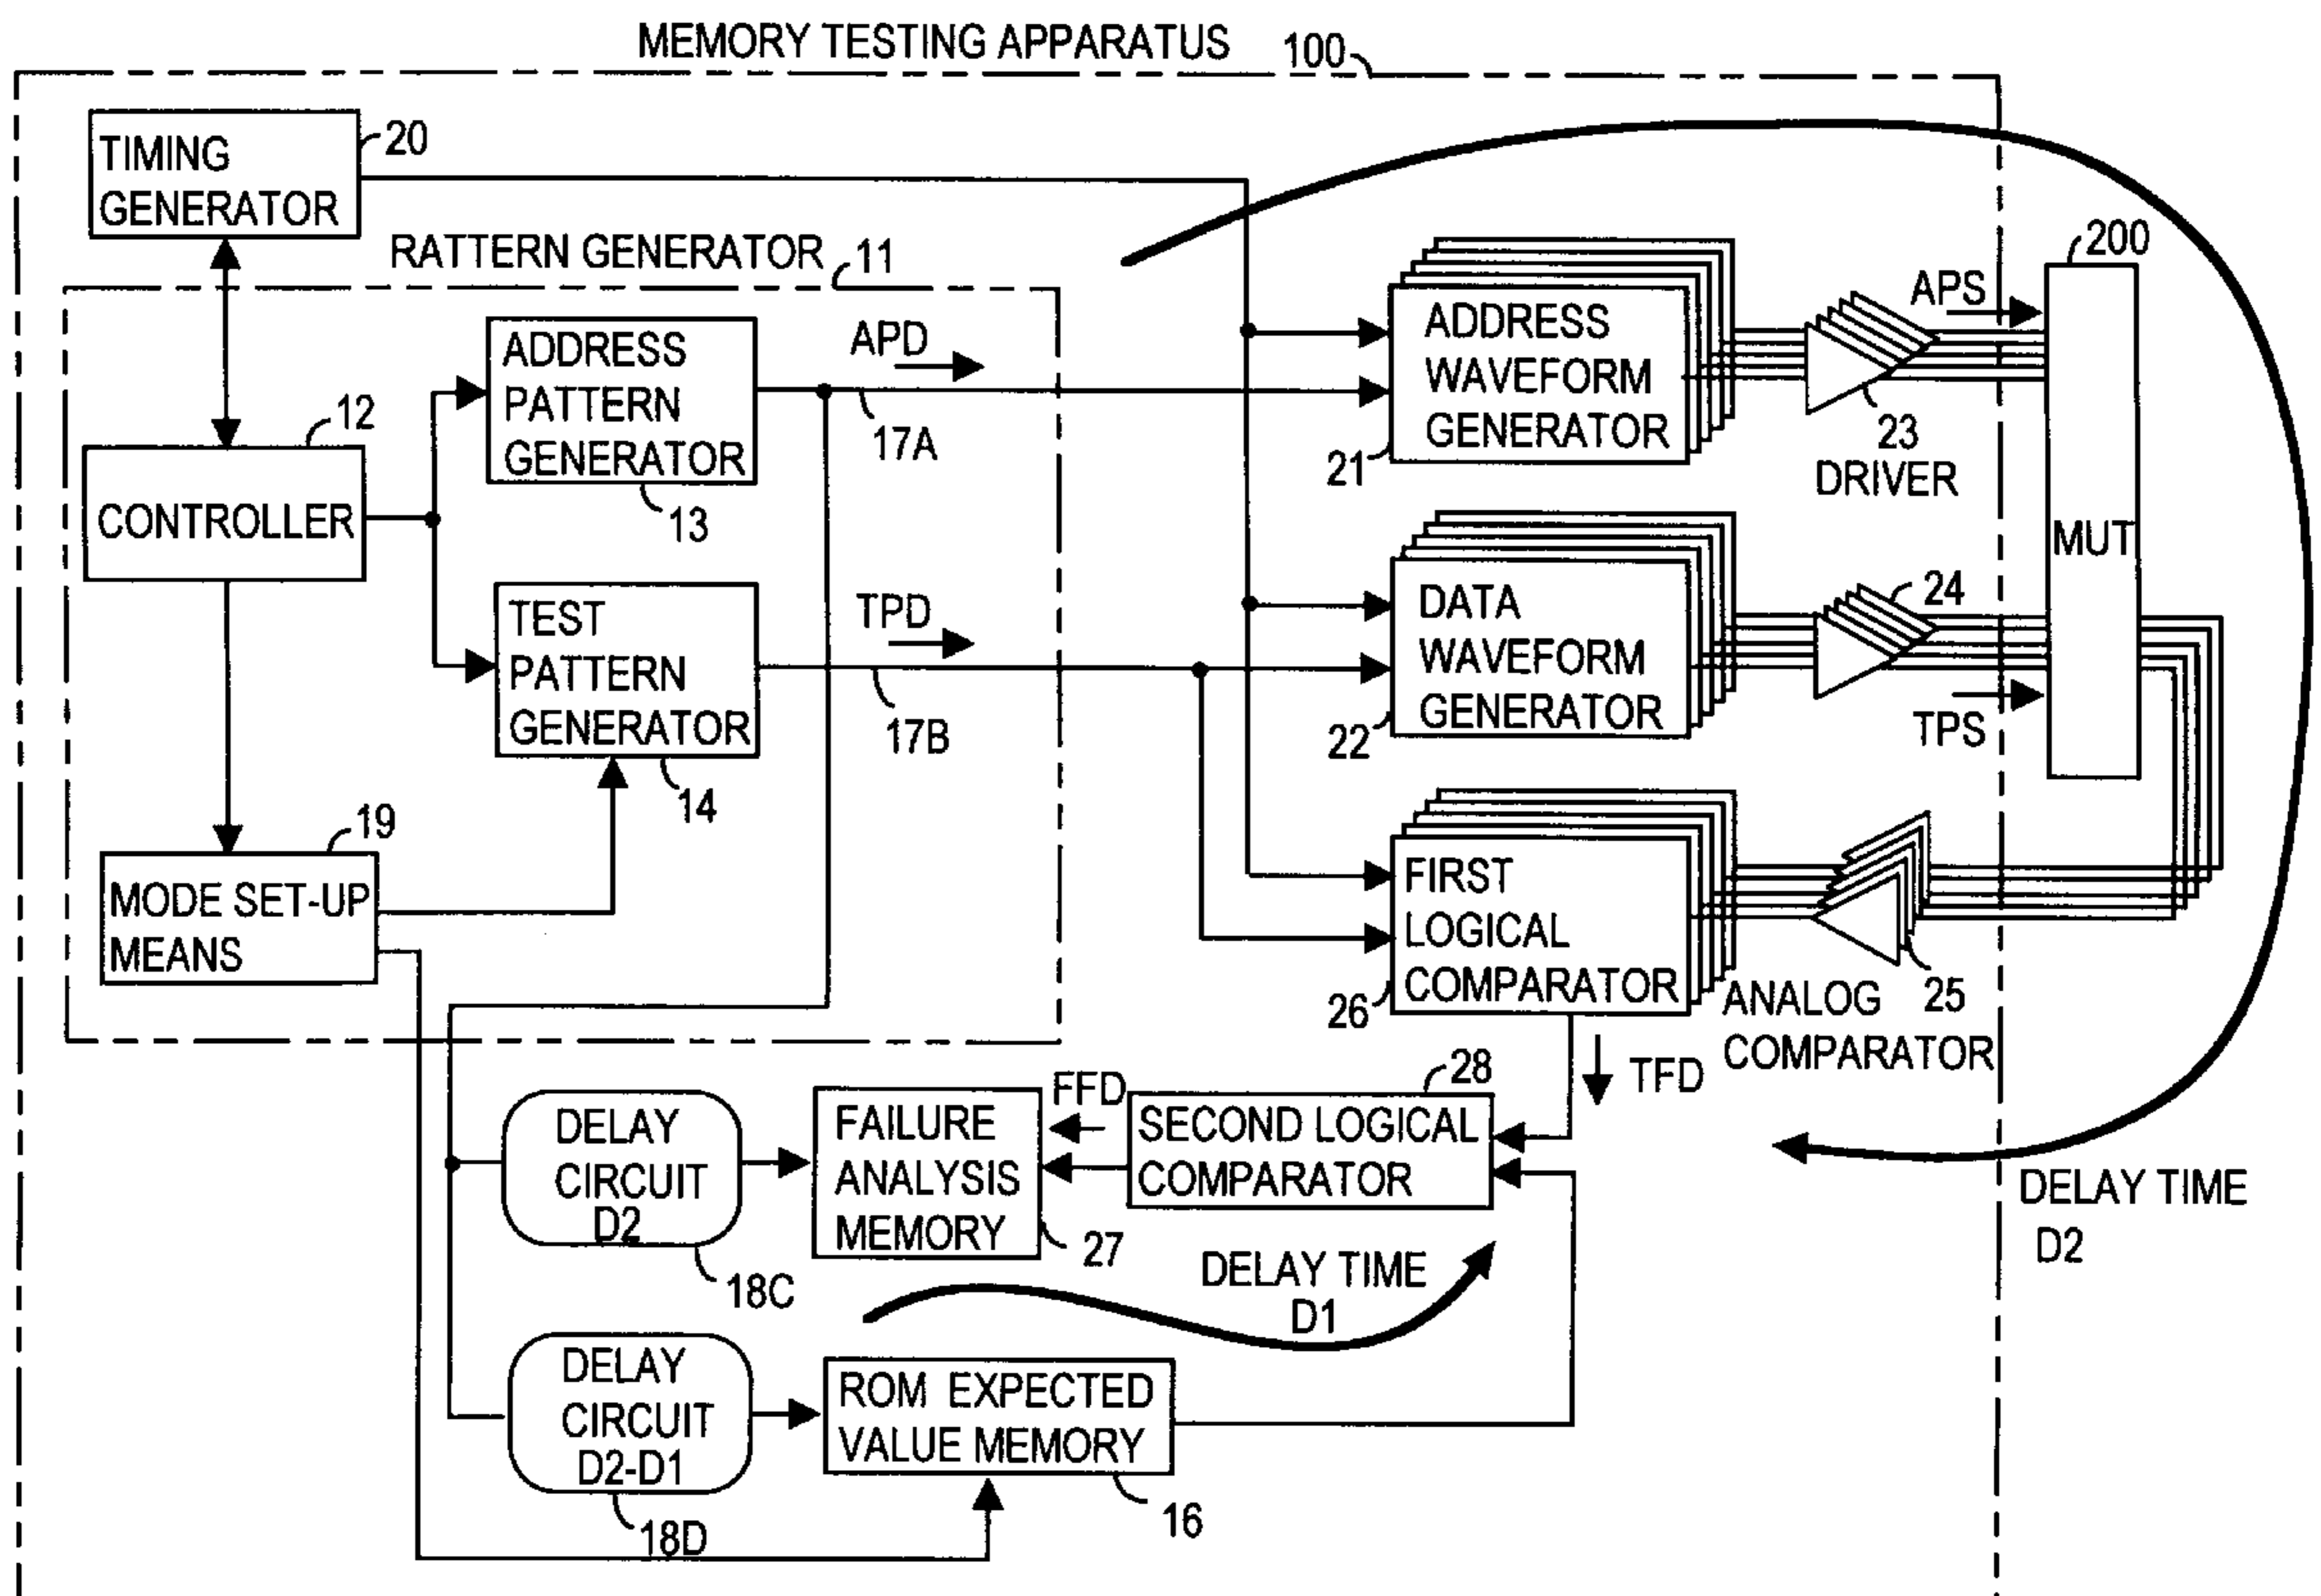 MEMORY TESTING APPARATUS 100
TIMING
GENERATOR
20
RATTERN GENERATOR 11
CONTROLLER
12
ADDRESS
PATTERN
GENERATOR
13
APD
17A
TEST
PATTERN
GENERATOR
14
TPD
17B
MODE SET-UP
MEANS
19
ADDRESS
WAVEFORM
GENERATOR
21
23
DRIVER
APS
200
MUT
DATA
WAVEFORM
GENERATOR
22
24
TPS
FIRST
LOGICAL
COMPARATOR
26
25
ANALOG
COMPARATOR
TFD
28
SECOND LOGICAL
COMPARATOR
FFD
FAILURE
ANALYSIS
MEMORY
27
DELAY
CIRCUIT
D2
18C
DELAY TIME
D2
DELAY TIME
D1
DELAY
CIRCUIT
D2-D1
18D
ROM EXPECTED
VALUE MEMORY
16